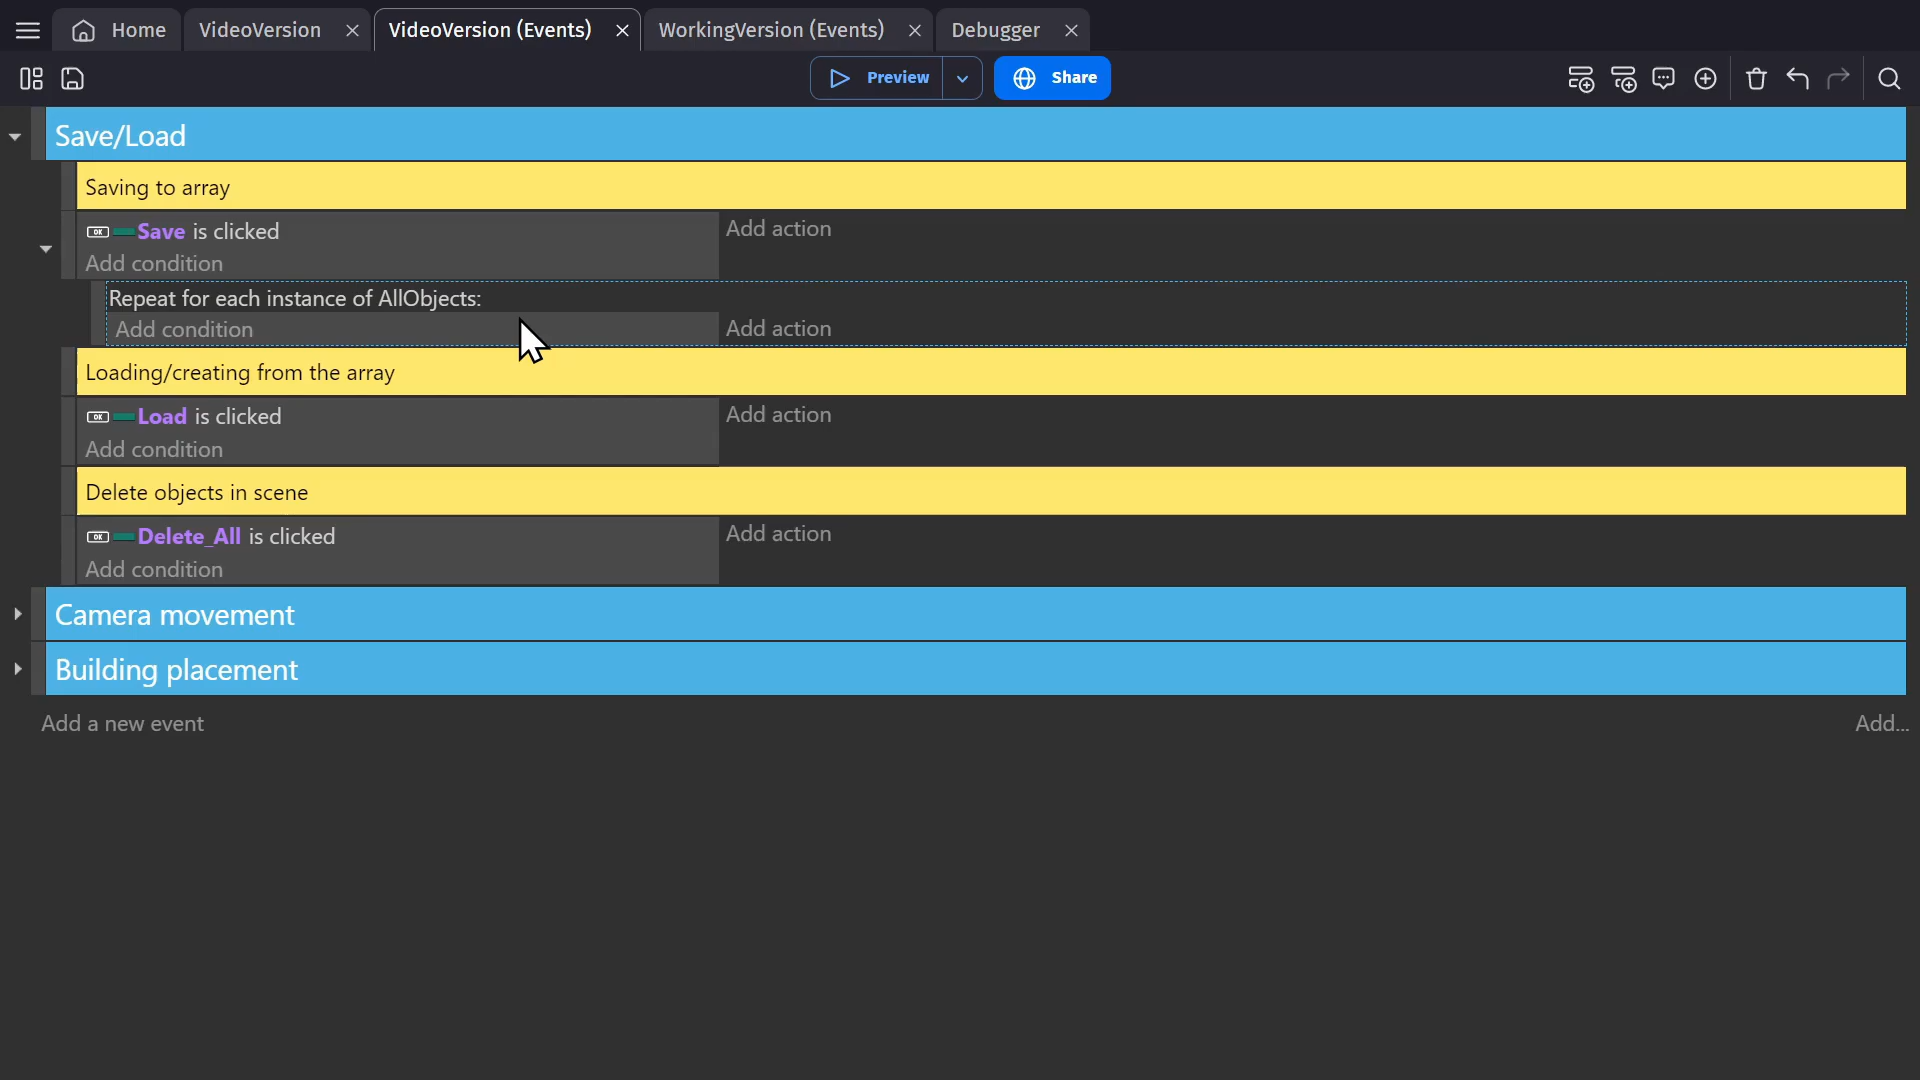 Home
VideoVersion
VideoVersion (Events)
WorkingVersion (Events)
Debugger
Preview
Share
Save/Load
Saving to array
OK Save is clicked
Add action
Add condition
Repeat for each instance of AllObjects:
Add condition
Add action
Loading/creating from the array
OK Load is clicked
Add action
Add condition
Delete objects in scene
OK Delete_All is clicked
Add action
Add condition
Camera movement
Building placement
Add a new event
Add...